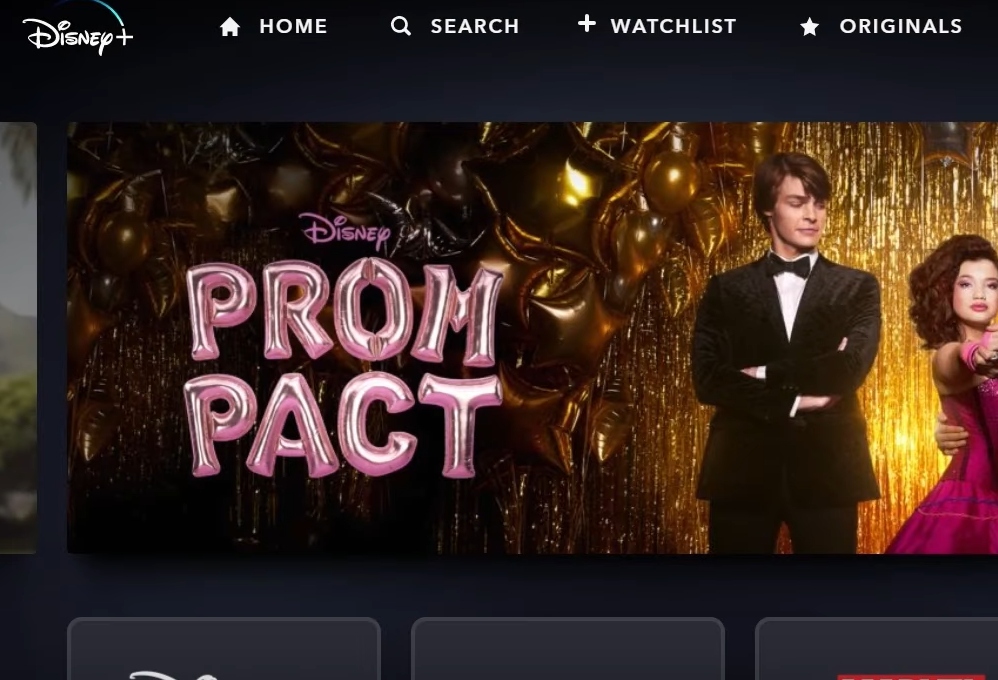 Disney+
HOME
SEARCH
WATCHLIST
ORIGINALS
Disney
PROM
PACT